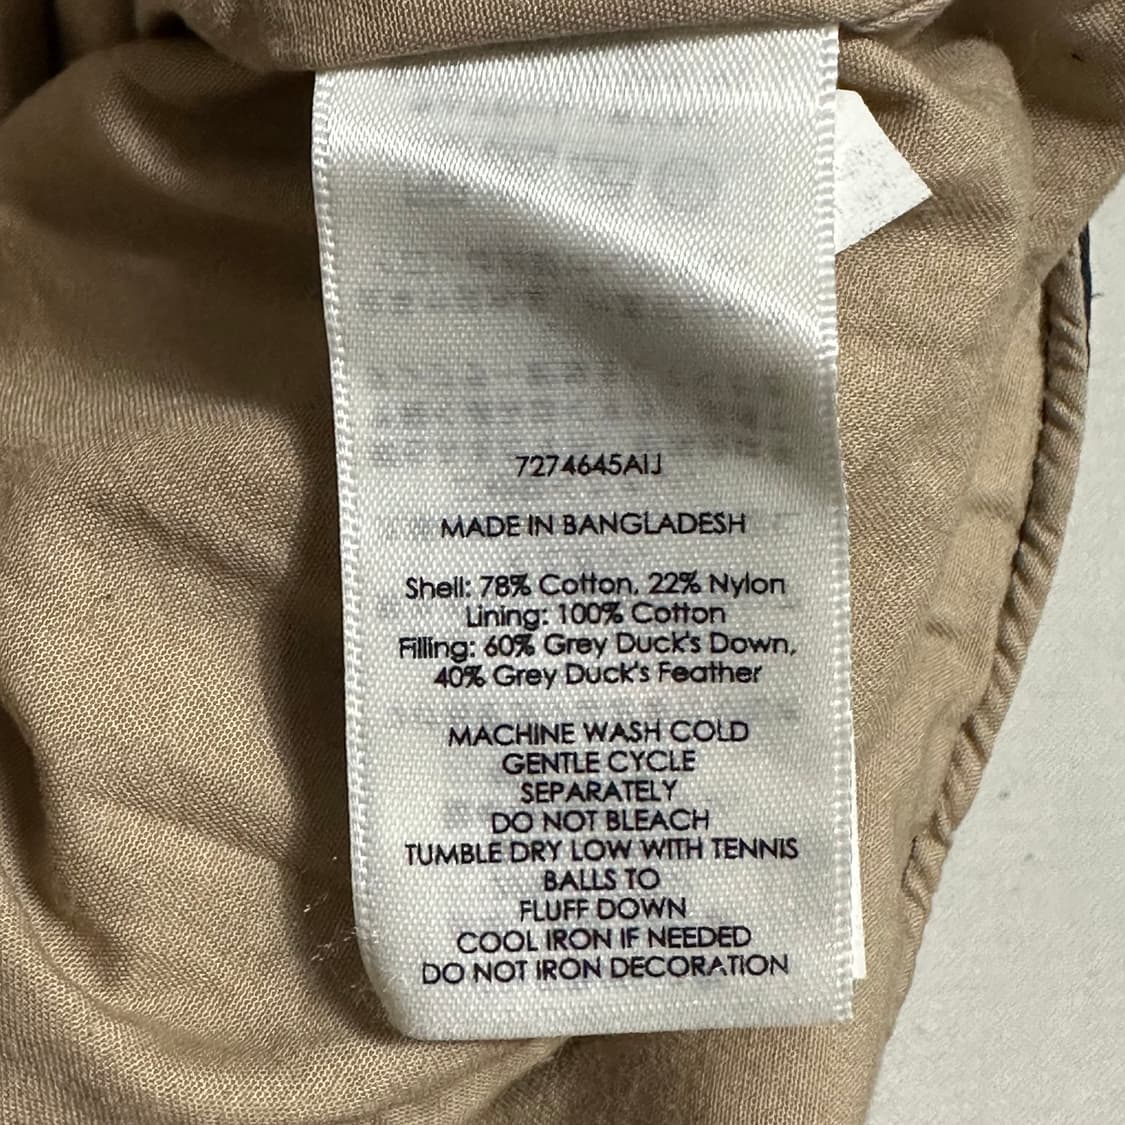 7274645AIJ
MADE IN BANGLADESH
Shell: 78% Cotton, 22% Nylon
Lining: 100% Cotton
Filling: 60% Grey Duck's Down,
40% Grey Duck's Feather
MACHINE WASH COLD
GENTLE CYCLE
SEPARATELY
DO NOT BLEACH
TUMBLE DRY LOW WITH TENNIS
BALLS TO
FLUFF DOWN
COOL IRON IF NEEDED
DO NOT IRON DECORATION